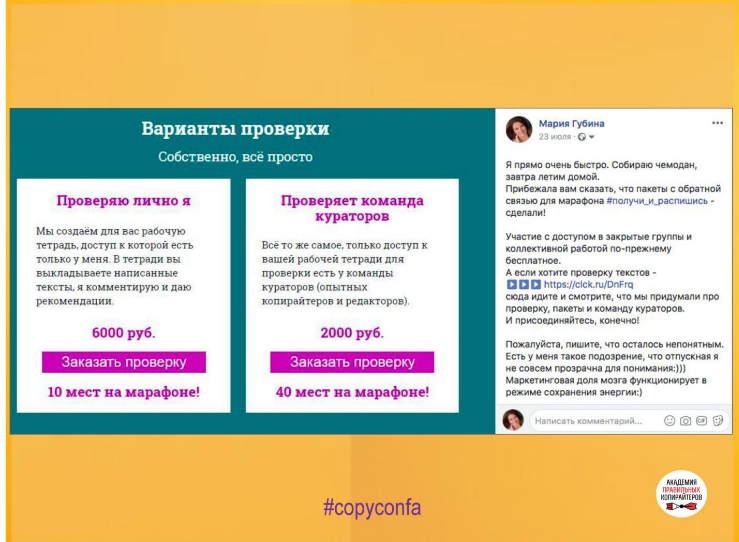 Варианты проверки
Собственно, всё просто
Проверяю лично я
Мы создаём для вас рабочую
тетрадь, доступ к которой есть
только у меня. В тетради вы
выкладываете написанные
тексты, я комментирую и даю
рекомендации.
6000 руб.
Заказать проверку
10 мест на марафоне!
Проверяет команда
кураторов
Всё то же самое, только доступ к
вашей рабочей тетради для
проверки есть у команды
кураторов (опытных
копирайтеров и редакторов).
2000 руб.
Заказать проверку
40 мест на марафоне!
Мария Губина
23 июля
Я прямо очень быстро. Собираю чемодан,
завтра летим домой.
Прибежала вам сказать, что пакеты с обратной
связью для марафона #получи_и_распишись -
сделали!
Участие с доступом в закрытые группы и
коллективной работой по-прежнему
бесплатное.
А если хотите проверку текстов -
https://clck.ru/DnFrq
сюда идите и смотрите, что мы придумали про
проверку, пакеты и команду кураторов.
И присоединяйтесь, конечно!
Пожалуйста, пишите, что осталось непонятным.
Есть у меня такое подозрение, что отпускная я
не совсем прозрачна для понимания:)))
Маркетинговая доля мозга функционирует в
режиме сохранения энергии:)
Написать комментарий...
GIF
#copyconfa
АКАДЕМИЯ
ПРАВИЛЬНЫХ
КОПИРАЙТЕРОВ